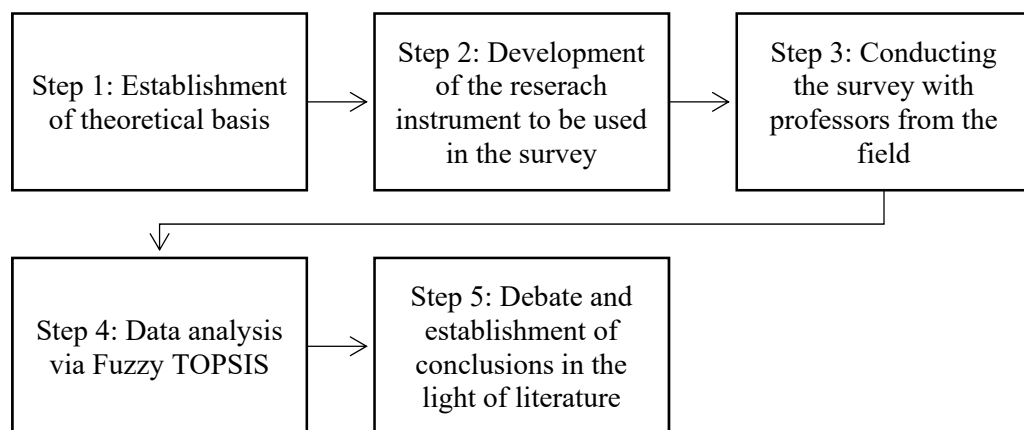 Step 1: Establishment
of theoretical basis
Step 2: Development
of the reserach
instrument to be used
in the survey
Step 3: Conducting
the survey with
professors from the
field
Step 4: Data analysis
via Fuzzy TOPSIS
Step 5: Debate and
establishment of
conclusions in the
light of literature